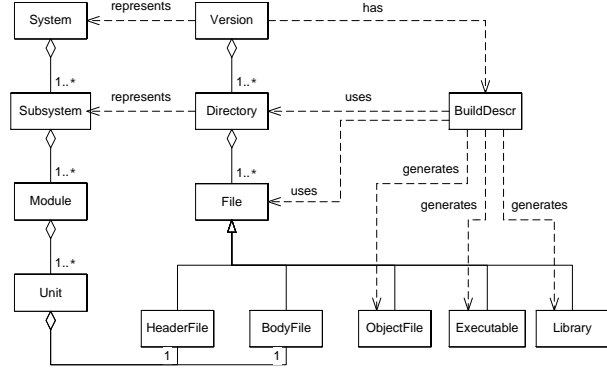 represents
has
System
Version
1..*
1..*
represents
uses
Subsystem
Directory
BuildDescr
1..*
1..*
generates
uses
Module
File
generates
generates
1..*
Unit
HeaderFile
BodyFile
ObjectFile
Executable
Library
1
1